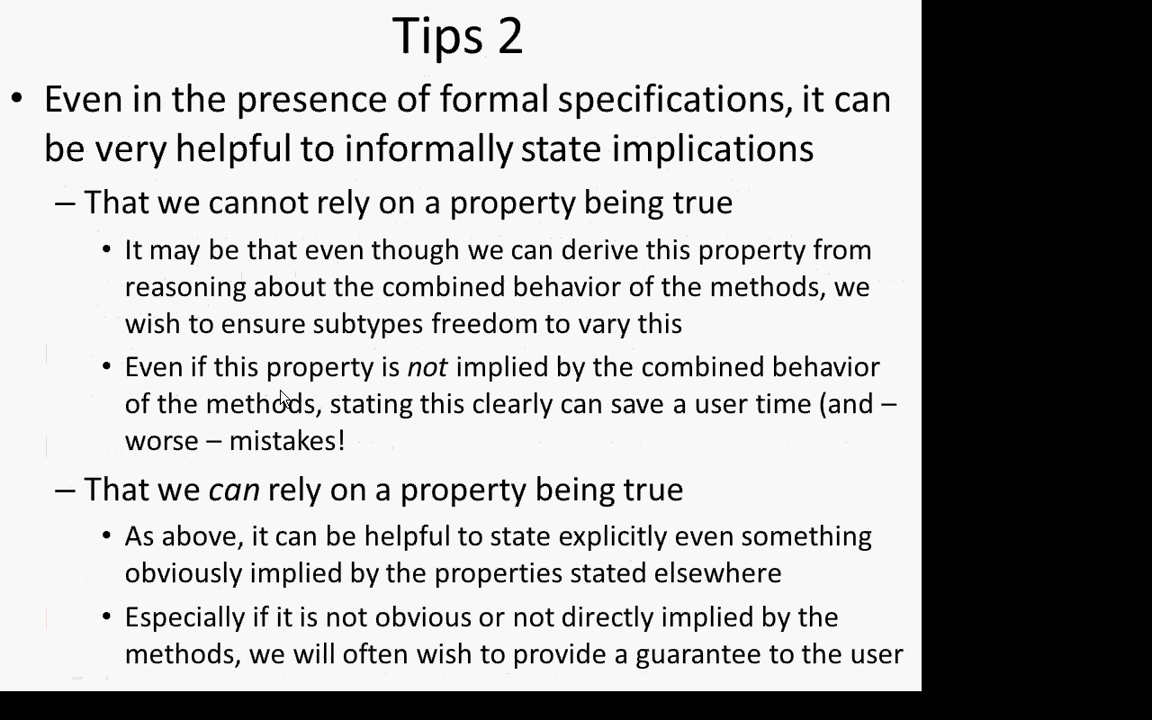 Tips 2
• Even in the presence of formal specifications, it can
be very helpful to informally state implications
– That we cannot rely on a property being true
• It may be that even though we can derive this property from
reasoning about the combined behavior of the methods, we
wish to ensure subtypes freedom to vary this
• Even if this property is not implied by the combined behavior
of the methods, stating this clearly can save a user time (and –
worse – mistakes!
– That we can rely on a property being true
• As above, it can be helpful to state explicitly even something
obviously implied by the properties stated elsewhere
• Especially if it is not obvious or not directly implied by the
methods, we will often wish to provide a guarantee to the user